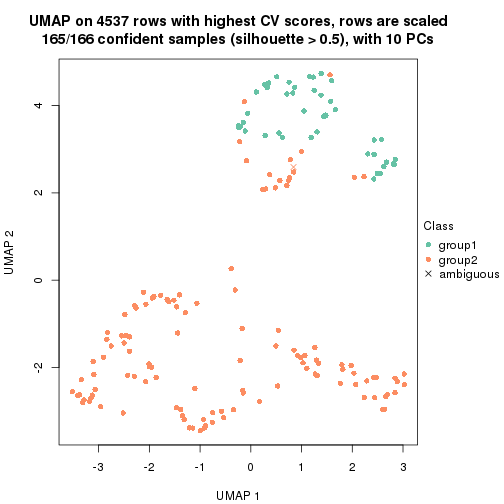 UMAP on 4537 rows with highest CV scores, rows are scaled
165/166 confident samples (silhouette > 0.5), with 10 PCs
4
2
0
-2
UMAP 2
-3
-2
-1
0
1
2
3
UMAP 1
Class
group1
group2
ambiguous